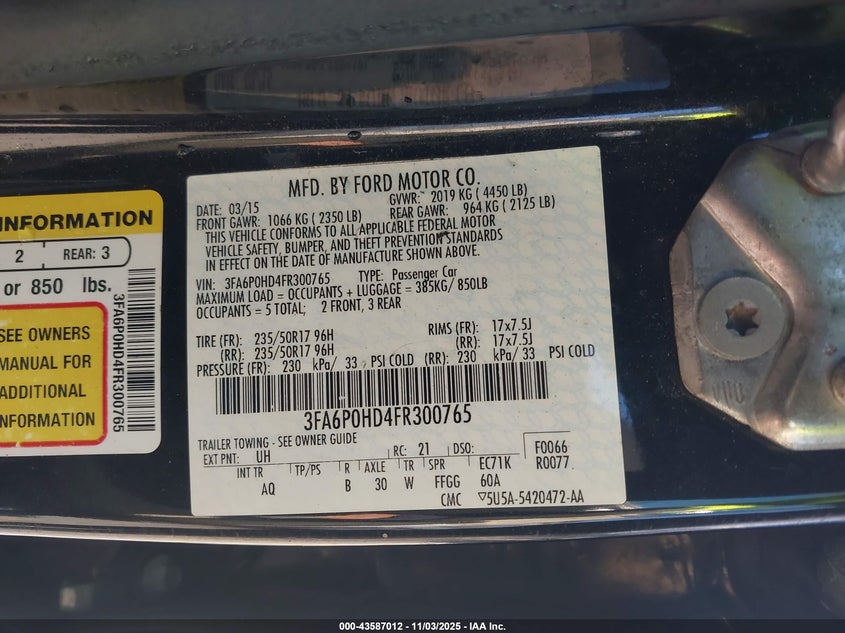 INFORMATION
2 REAR: 3
or 850 lbs.
SEE OWNERS
MANUAL FOR
ADDITIONAL
INFORMATION
3FA6P0HD4FR300765
MFD. BY FORD MOTOR CO.
DATE: 03/15 GVWR: 2019 KG ( 4450 LB)
FRONT GAWR: 1066 KG ( 2350 LB) REAR GAWR: 964 KG ( 2125 LB)
THIS VEHICLE CONFORMS TO ALL APPLICABLE FEDERAL MOTOR
VEHICLE SAFETY, BUMPER, AND THEFT PREVENTION STANDARDS
IN EFFECT ON THE DATE OF MANUFACTURE SHOWN ABOVE.
VIN: 3FA6P0HD4FR300765 TYPE: Passenger Car
MAXIMUM LOAD = OCCUPANTS + LUGGAGE = 385KG/ 850LB
OCCUPANTS = 5 TOTAL; 2 FRONT, 3 REAR
TIRE (FR): 235/50R17 96H RIMS (FR): 17x7.5J
(RR): 235/50R17 96H (RR): 17x7.5J
PRESSURE (FR): 230 kPa/ 33 PSI COLD (RR): 230 kPa/ 33 PSI COLD
3FA6P0HD4FR300765
TRAILER TOWING - SEE OWNER GUIDE
EXT PNT: UH RC: 21 DSO: F0066
INT TR TP/PS R AXLE TR SPR EC71K R0077
AQ B 30 W FFGG 60A
CMC ▽5U5A-5420472-AA
000-43587012 - 11/03/2025 - IAA Inc.